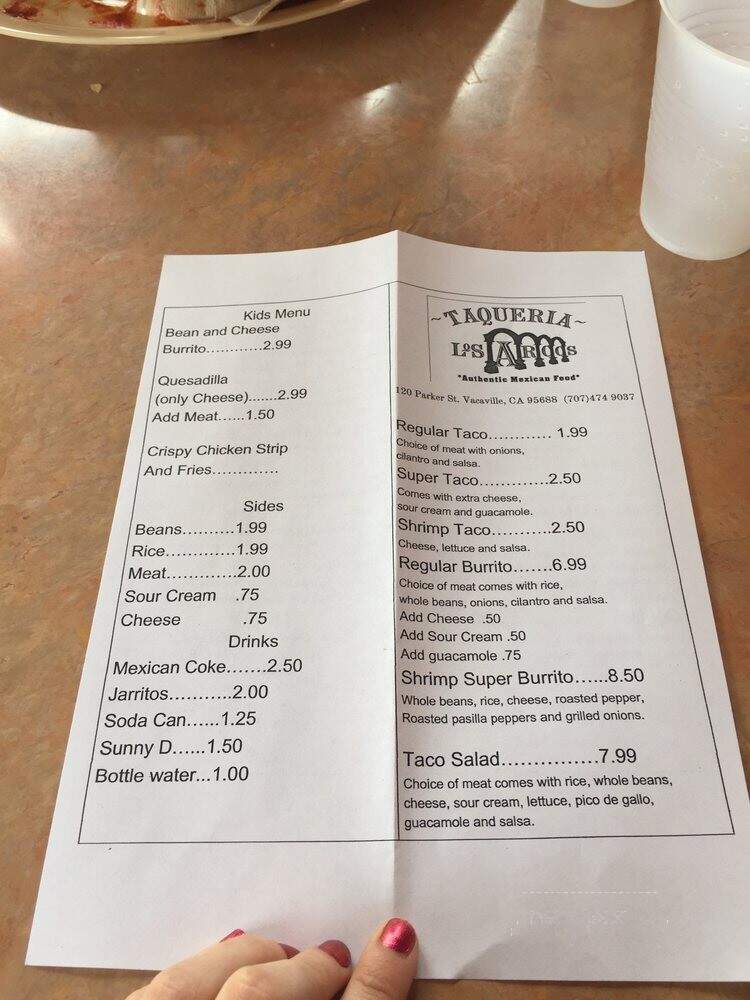 Kids Menu
Bean and Cheese
Burrito............2.99
Quesadilla
(only Cheese).......2.99
Add Meat......1.50
Crispy Chicken Strip
And Fries.............
Sides
Beans..........1.99
Rice.............1.99
Meat.............2.00
Sour Cream .75
Cheese .75
Drinks
Mexican Coke.......2.50
Jarritos...........2.00
Soda Can......1.25
Sunny D......1.50
Bottle water...1.00
~TAQUERIA~
LOS ARCOS
*Authentic Mexican Food*
120 Parker St. Vacaville, CA 95688 (707)474 9037
Regular Taco............ 1.99
Choice of meat with onions,
cilantro and salsa.
Super Taco.............2.50
Comes with extra cheese,
sour cream and guacamole.
Shrimp Taco...........2.50
Cheese, lettuce and salsa.
Regular Burrito.......6.99
Choice of meat comes with rice,
whole beans, onions, cilantro and salsa.
Add Cheese .50
Add Sour Cream .50
Add guacamole .75
Shrimp Super Burrito......8.50
Whole beans, rice, cheese, roasted pepper,
Roasted pasilla peppers and grilled onions.
Taco Salad................7.99
Choice of meat comes with rice, whole beans,
cheese, sour cream, lettuce, pico de gallo,
guacamole and salsa.